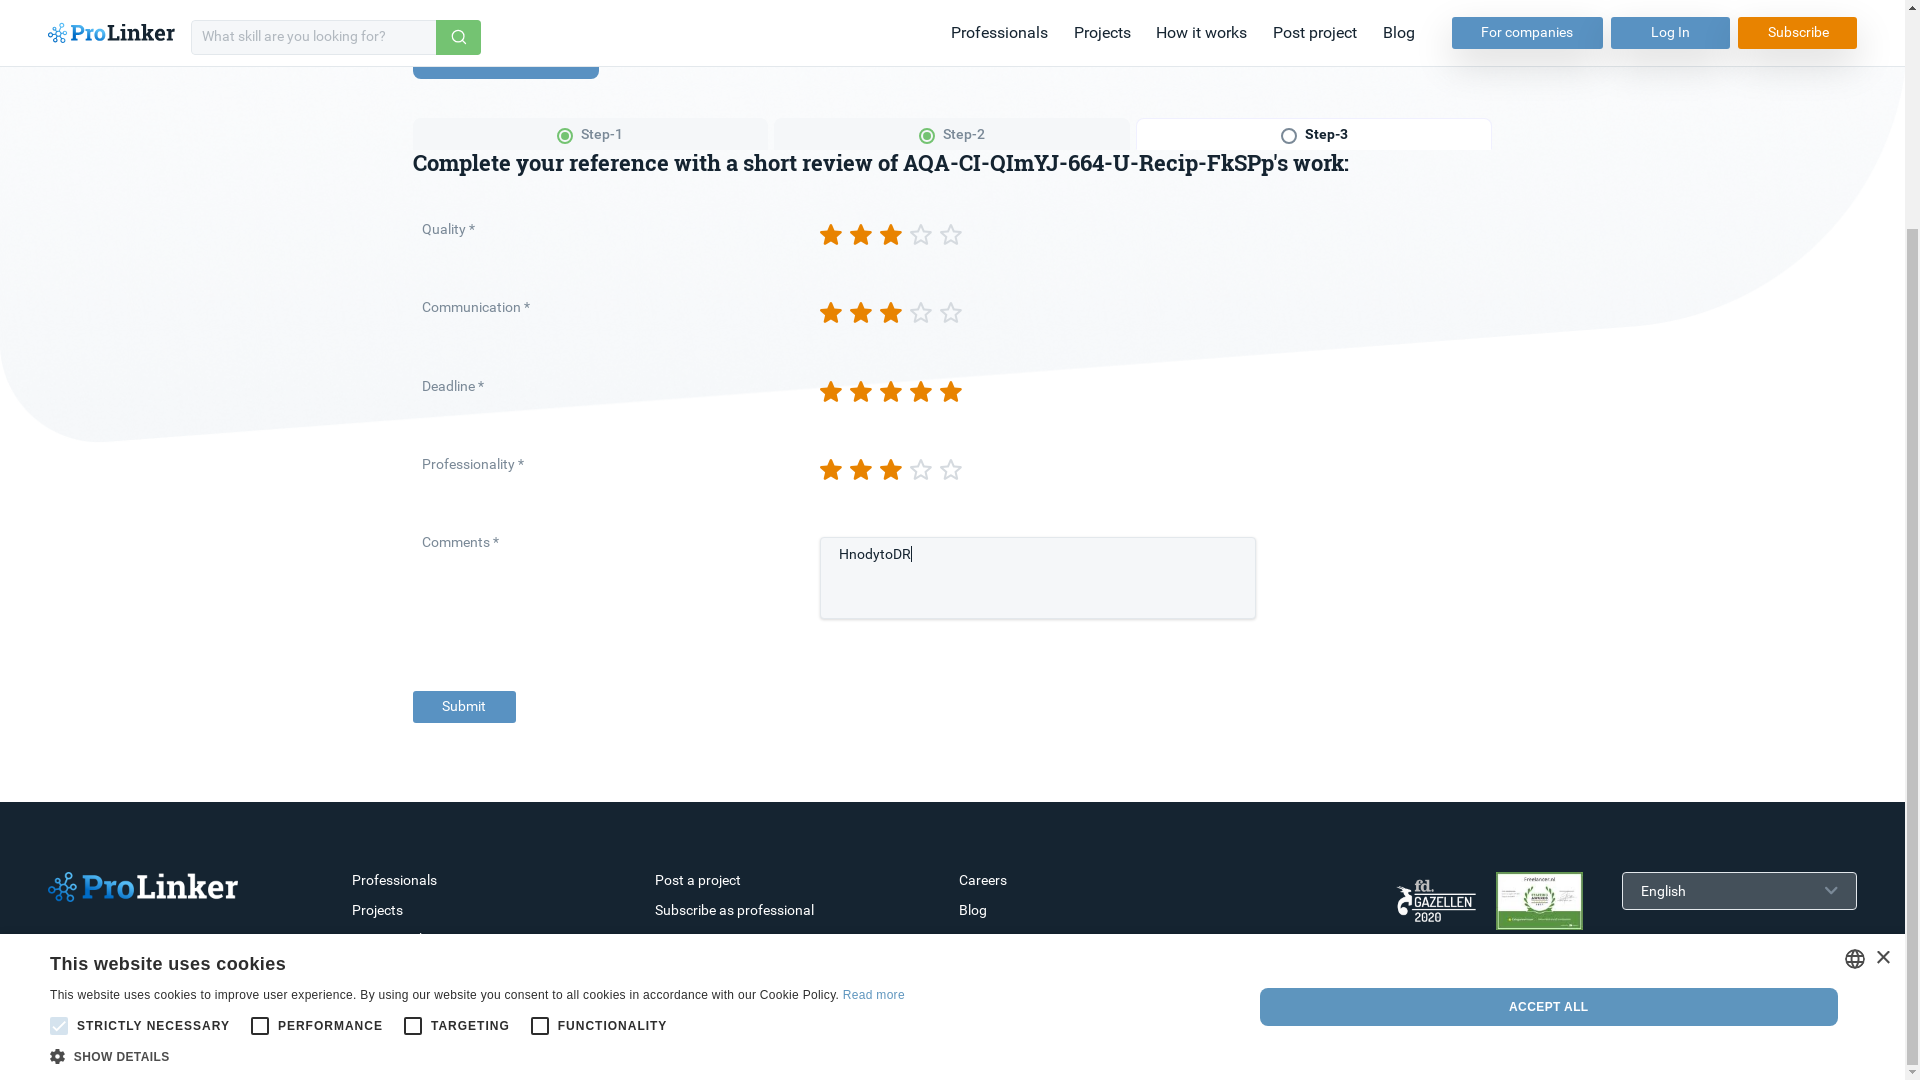 ProLinker
What skill are you looking for?
Professionals
Projects
How it works
Post project
Blog
For companies
Log In
Subscribe
Step-1
Step-2
Step-3
Complete your reference with a short review of AQA-CI-QImYJ-664-U-Recip-FkSPp's work:
Quality *
Communication *
Deadline *
Professionality *
Comments *
HnodytoDR
Submit
ProLinker
Professionals
Projects
Post a project
Subscribe as professional
Careers
Blog
fd.
GAZELLEN
2020
Freelancer.nl
English
This website uses cookies
This website uses cookies to improve user experience. By using our website you consent to all cookies in accordance with our Cookie Policy. Read more
STRICTLY NECESSARY
PERFORMANCE
TARGETING
FUNCTIONALITY
SHOW DETAILS
ACCEPT ALL